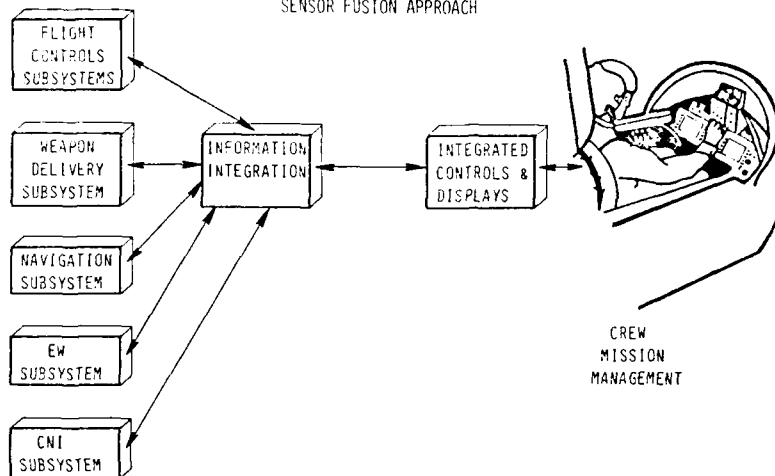 SENSOR FUSION APPROACH
FLIGHT
CONTROLS
SUBSYSTEMS
WEAPON
DELIVERY
SUBSYSTEM
NAVIGATION
SUBSYSTEM
EW
SUBSYSTEM
CNI
SUBSYSTEM
INFORMATION
INTEGRATION
INTEGRATED
CONTROLS &
DISPLAYS
CREW
MISSION
MANAGEMENT